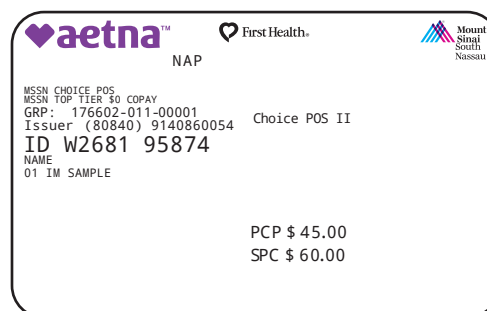 aetna™
First Health®
Mount
Sinai
South
Nassau
NAP
MSSN CHOICE POS
MSSN TOP TIER $0 COPAY
GRP: 176602-011-00001
Issuer (80840) 9140860054
Choice POS II
ID W2681 95874
NAME
01 IM SAMPLE
PCP $ 45.00
SPC $ 60.00